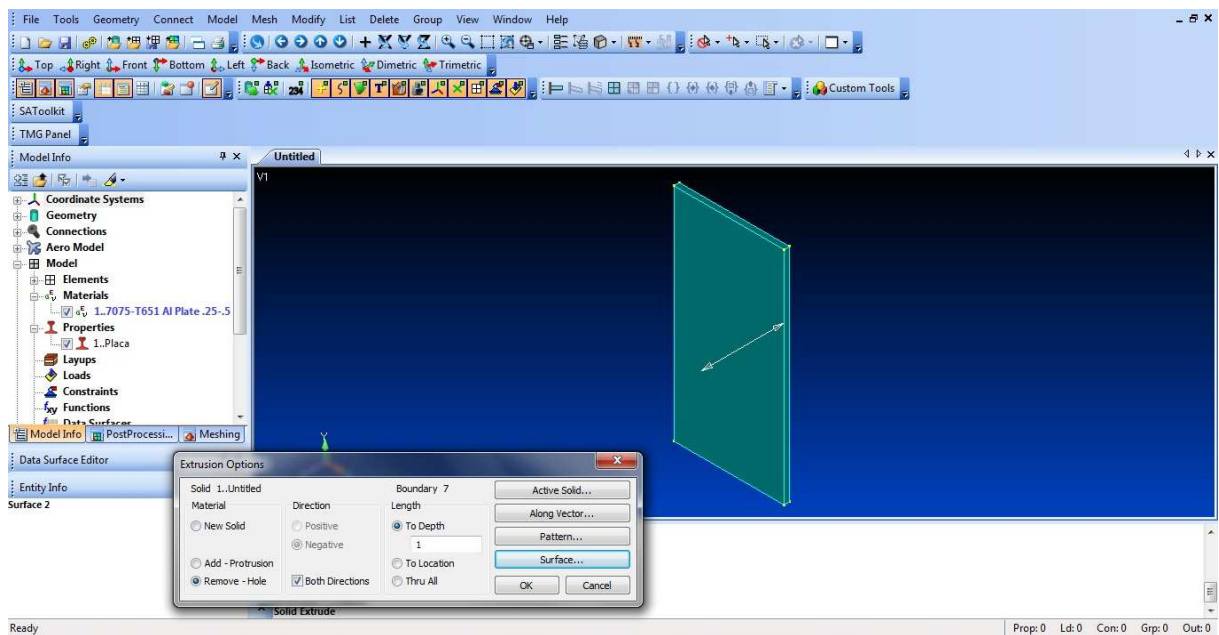 File Tools Geometry Connect Model Mesh Modify List Delete Group View Window Help
Top Right Front Bottom Left Back Isometric Dimetric Trimetric
234 T Custom Tools
SAToolkit
TMG Panel
Model Info
Untitled
V1
Coordinate Systems
Geometry
Connections
Aero Model
Model
Elements
Materials
1..7075-T651 Al Plate .25-.5
Properties
1..Placa
Layups
Loads
Constraints
fxy Functions
Data Surfaces
Model Info PostProcessi... Meshing
Y
Data Surface Editor
Entity Info
Surface 2
Extrusion Options
Solid 1..Untitled Boundary 7 Active Solid...
Material Direction Length Along Vector...
New Solid Positive To Depth Pattern...
Negative 1
Add - Protrusion To Location Surface...
Remove - Hole Both Directions Thru All OK Cancel
Solid Extrude
Ready Prop: 0 Ld: 0 Con: 0 Grp: 0 Out: 0